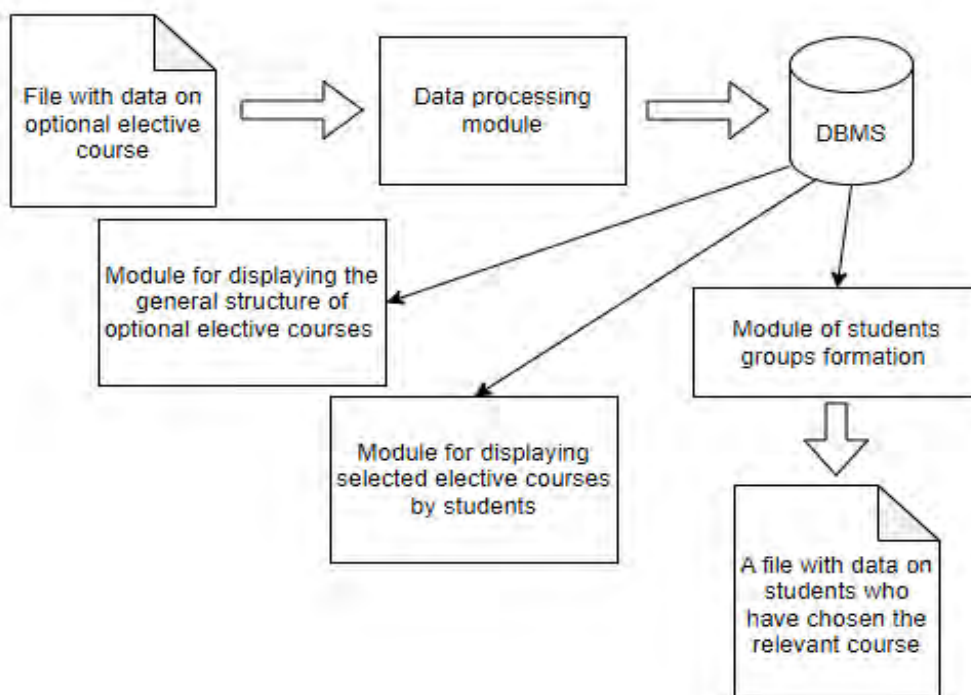 File with data on
optional elective
course
Data processing
module
DBMS
Module for displaying the
general structure of
optional elective courses
Module of students
groups formation
Module for displaying
selected elective courses
by students
A file with data on
students who
have chosen the
relevant course